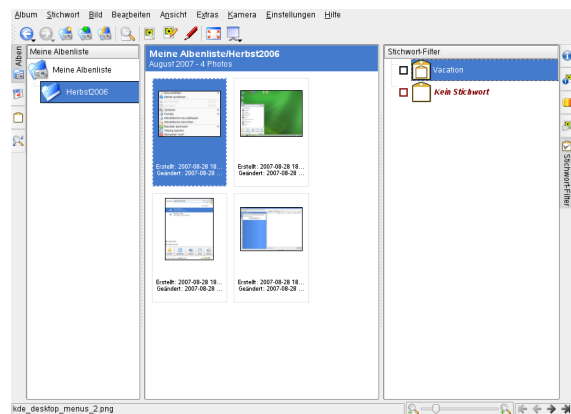 Album Stichwort Bild Bearbeiten Ansicht Extras Kamera Einstellungen Hilfe
Alben
Meine Albenliste
Meine Albenliste
Herbst2006
Meine Albenliste/Herbst2006
August 2007 - 4 Photos
Erstellt: 2007-08-28 18...
Geändert: 2007-08-28 ...
Erstellt: 2007-08-28 18...
Geändert: 2007-08-28 ...
Erstellt: 2007-08-28 18...
Geändert: 2007-08-28 ...
Erstellt: 2007-08-28 18...
Geändert: 2007-08-28 ...
Stichwort-Filter
Vacation
Kein Stichwort
Stichwort-Filter
kde_desktop_menus_2.png